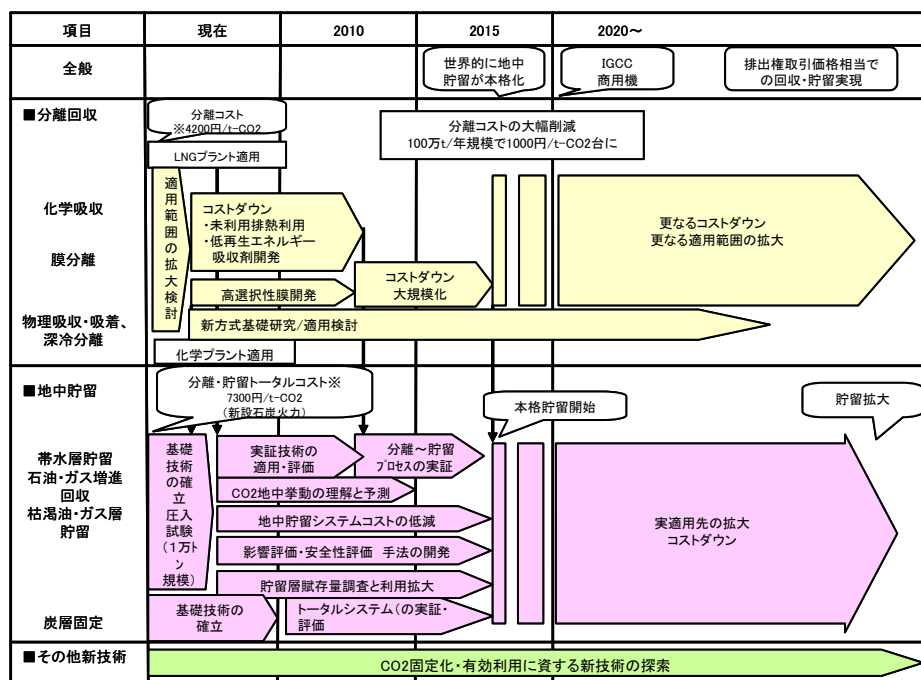 項目
現在
2010
2015
2020～
全般
世界的に地中
貯留が本格化
IGCC
商用機
排出権取引価格相当で
の回収・貯留実現
■分離回収
分離コスト
※4200円/t-CO2
LNGプラント適用
分離コストの大幅削減
100万t/年規模で1000円/t-CO2台に
化学吸収
膜分離
物理吸収・吸着、
深冷分離
適用範囲の拡大検討
コストダウン
・未利用排熱利用
・低再生エネルギー
吸収剤開発
高選択性膜開発
コストダウン
大規模化
更なるコストダウン
更なる適用範囲の拡大
新方式基礎研究/適用検討
化学プラント適用
■地中貯留
分離・貯留トータルコスト※
7300円/t-CO2
(新設石炭火力)
本格貯留開始
貯留拡大
帯水層貯留
石油・ガス増進
回収
枯渇油・ガス層
貯留
基礎
技術
の確
立
圧入
試験
(1万トン
規模)
実証技術の
適用・評価
分離～貯留
プロセスの実証
CO2地中挙動の理解と予測
地中貯留システムコストの低減
影響評価・安全性評価 手法の開発
貯留層賦存量調査と利用拡大
実適用先の拡大
コストダウン
炭層固定
基礎技術の
確立
トータルシステム(の実証・
評価
■その他新技術
CO2固定化・有効利用に資する新技術の探索